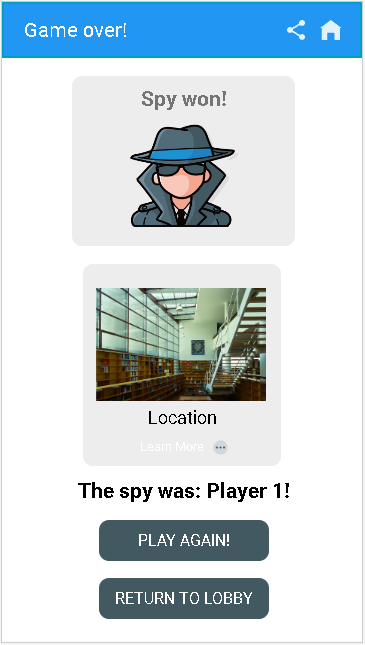 Game over!
Spy won!
Location
Learn More
The spy was: Player 1!
PLAY AGAIN!
RETURN TO LOBBY